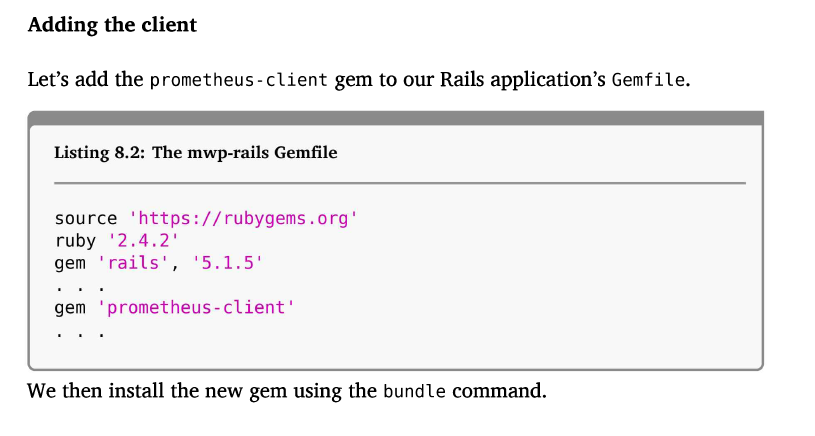 Adding the client
Let’s add the prometheus-client gem to our Rails application’s Gemfile.
Listing 8.2: The mwp-rails Gemfile
source 'https://rubygems.org'
ruby '2.4.2'
gem 'rails', '5.1.5'
. . .
gem 'prometheus-client'
. . .
We then install the new gem using the bundle command.